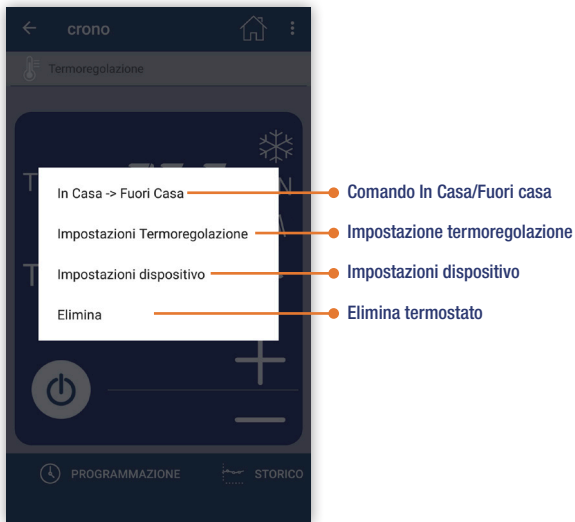 crono
Termoregolazione
In Casa -> Fuori Casa
Comando In Casa/Fuori casa
Impostazioni Termoregolazione
Impostazione termoregolazione
Impostazioni dispositivo
Impostazioni dispositivo
Elimina
Elimina termostato
PROGRAMMAZIONE
STORICO